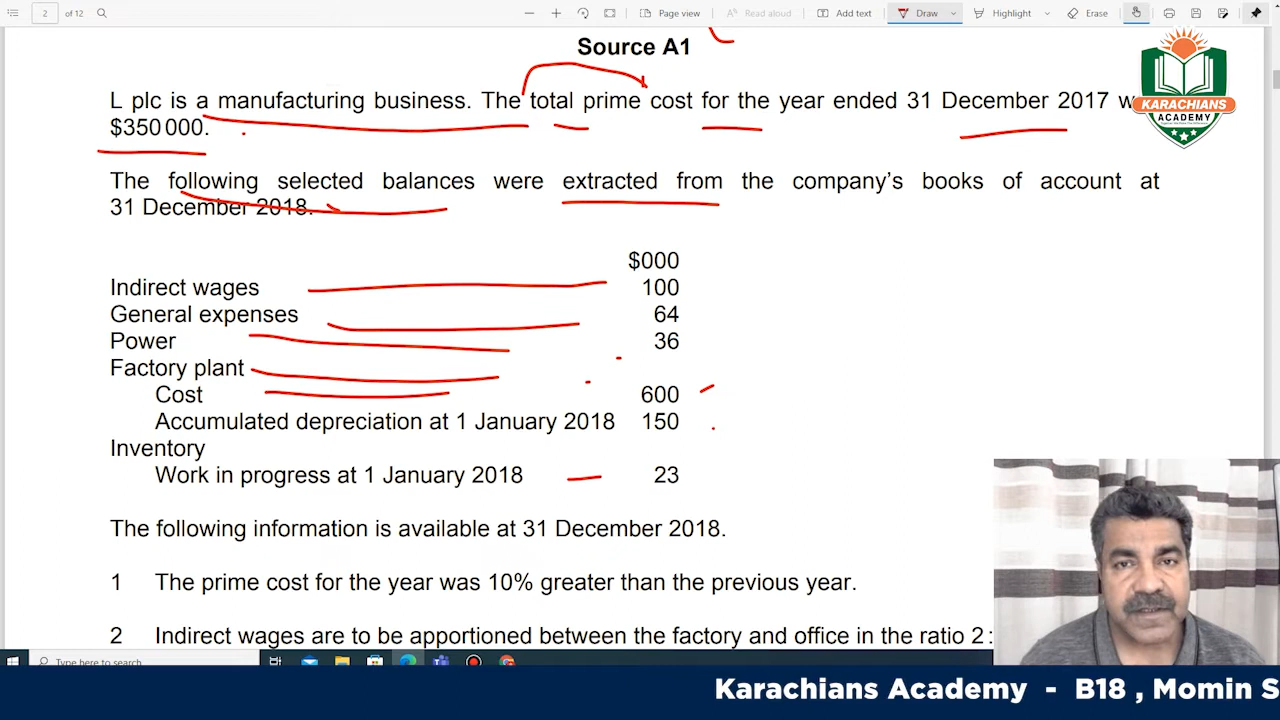 2 of 12 Page view Read aloud Add text Draw Highlight Erase
Source A1
L plc is a manufacturing business. The total prime cost for the year ended 31 December 2017 w
$350 000.
KARACHIANS
ACADEMY
The following selected balances were extracted from the company's books of account at
31 December 2018.
$000
Indirect wages 100
General expenses 64
Power 36
Factory plant
Cost 600
Accumulated depreciation at 1 January 2018 150
Inventory
Work in progress at 1 January 2018 23
The following information is available at 31 December 2018.
1 The prime cost for the year was 10% greater than the previous year.
2 Indirect wages are to be apportioned between the factory and office in the ratio 2:
Type here to search
Karachians Academy - B18 , Momin S